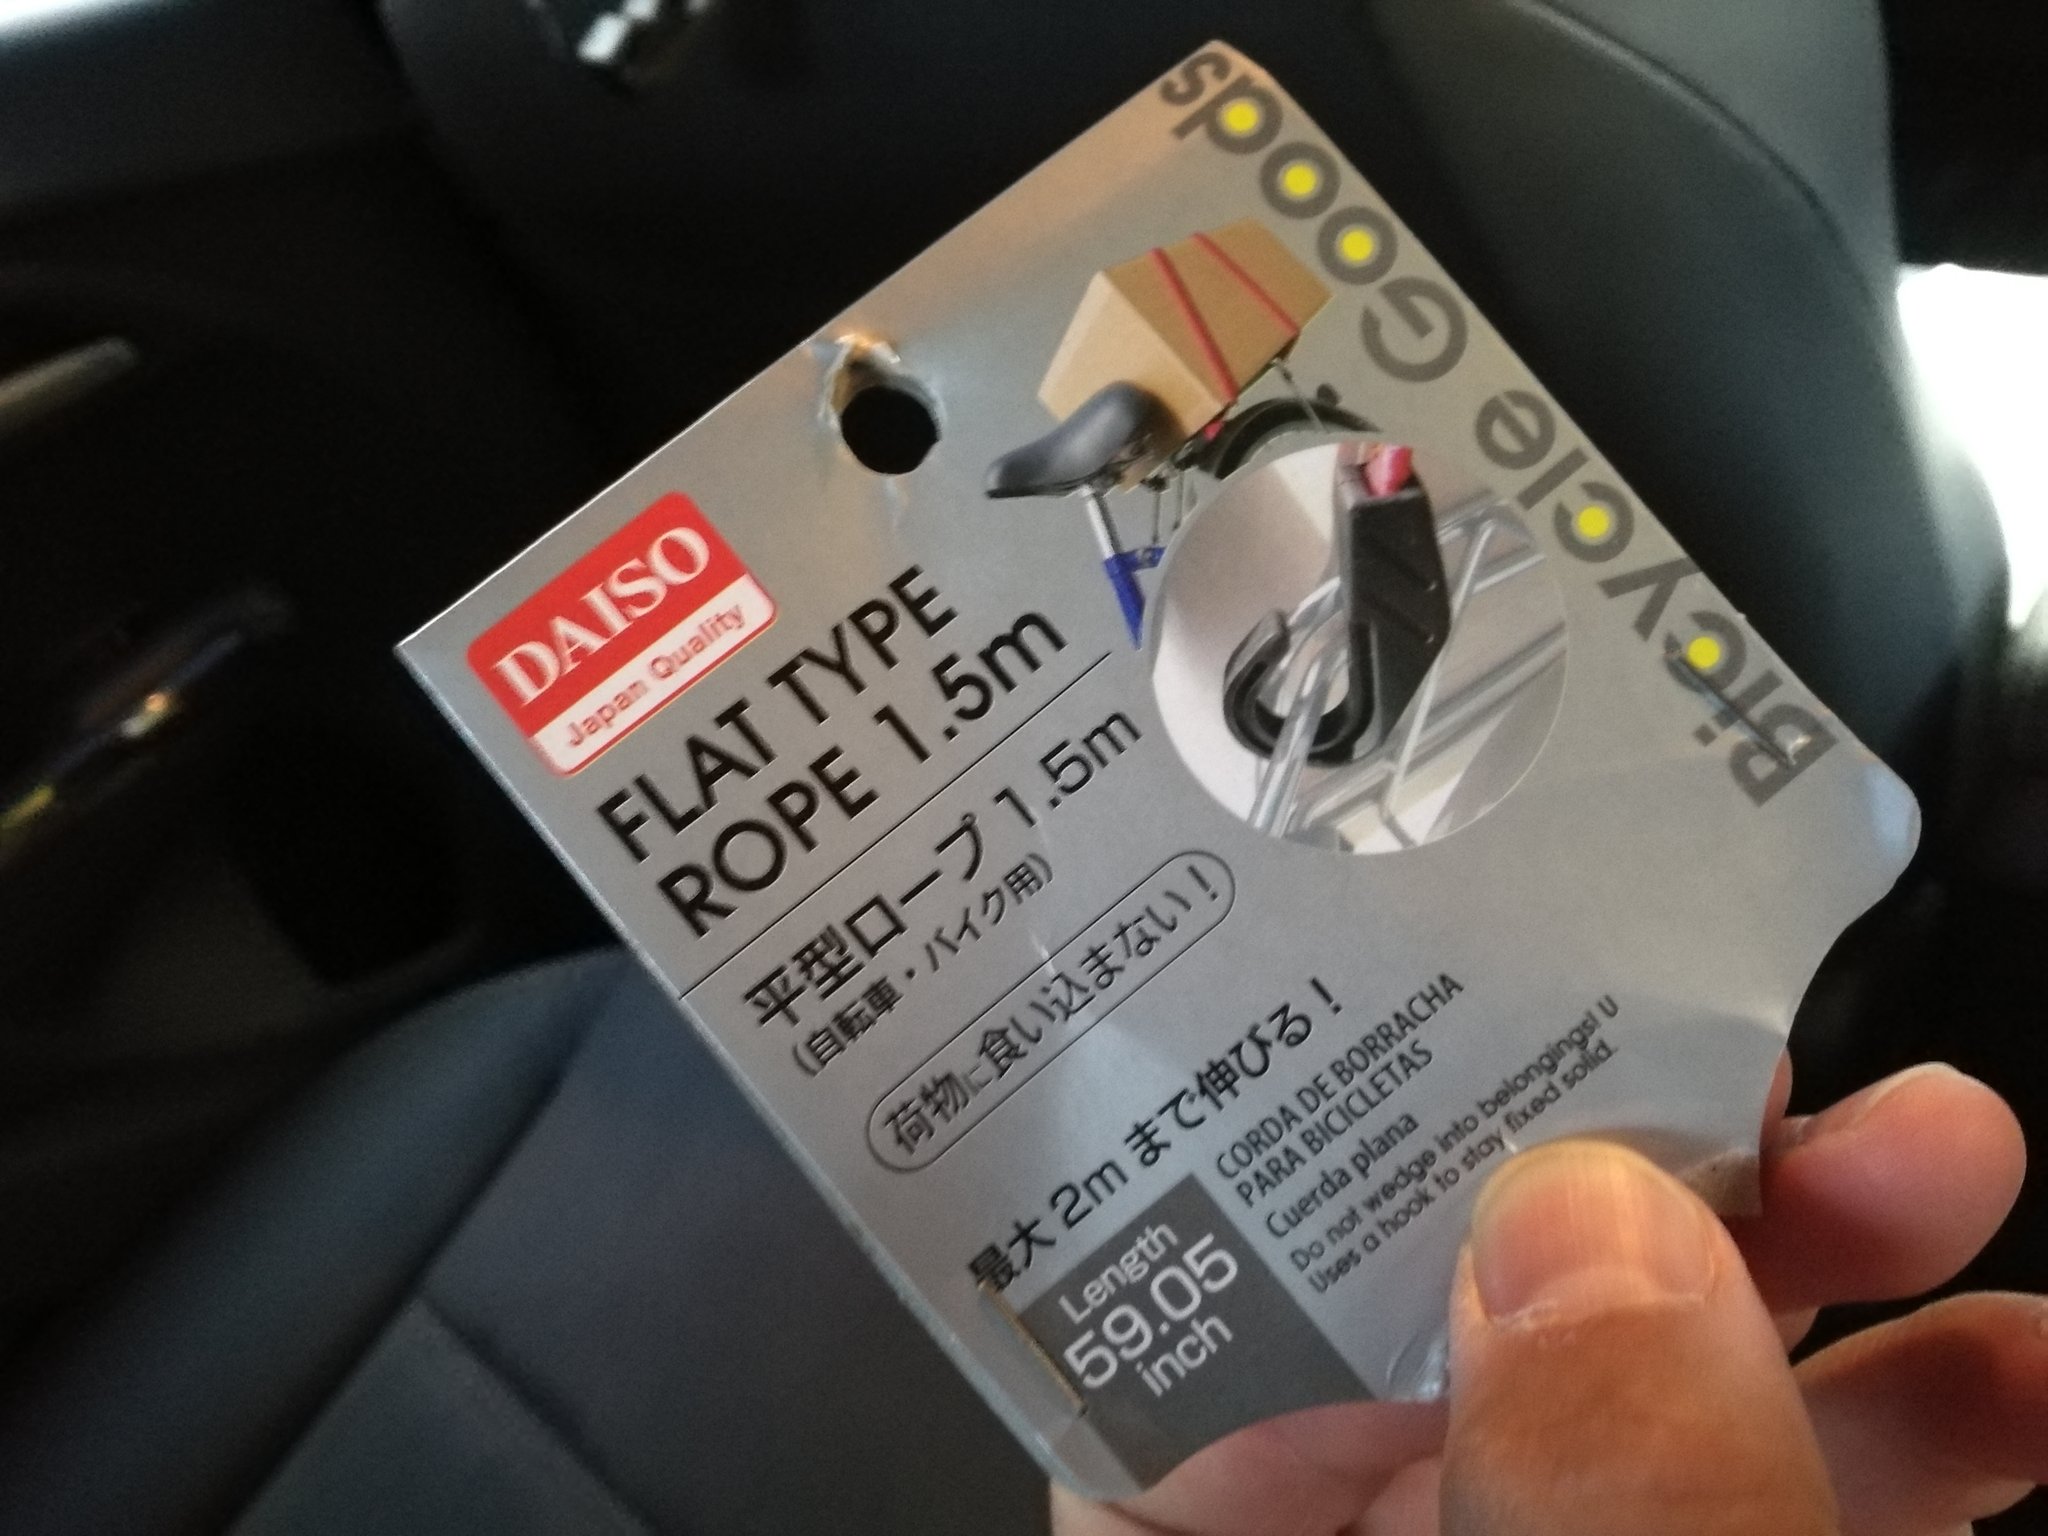 Bicycle Goods
DAISO
Japan Quality
FLAT TYPE
ROPE 1.5m
平型ロープ 1.5m
(自転車・バイク用)
荷物に食い込まない!
最大 2m まで伸びる!
CORDA DE BORRACHA
PARA BICICLETAS
Cuerda plana
Do not wedge into belongings! U
Uses a hook to stay fixed solid.
Length
59.05
inch